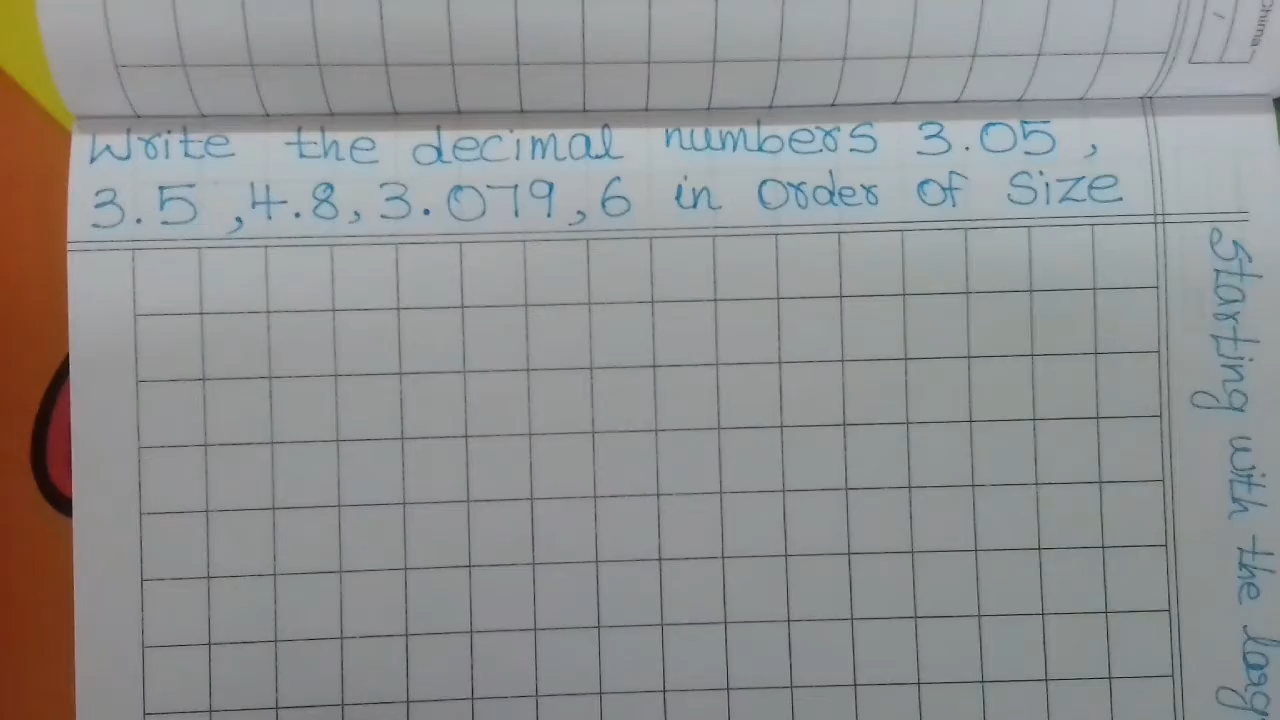 Write the decimal numbers 3.05,
3.5, 4.8, 3.079, 6 in order of Size
Starting with the